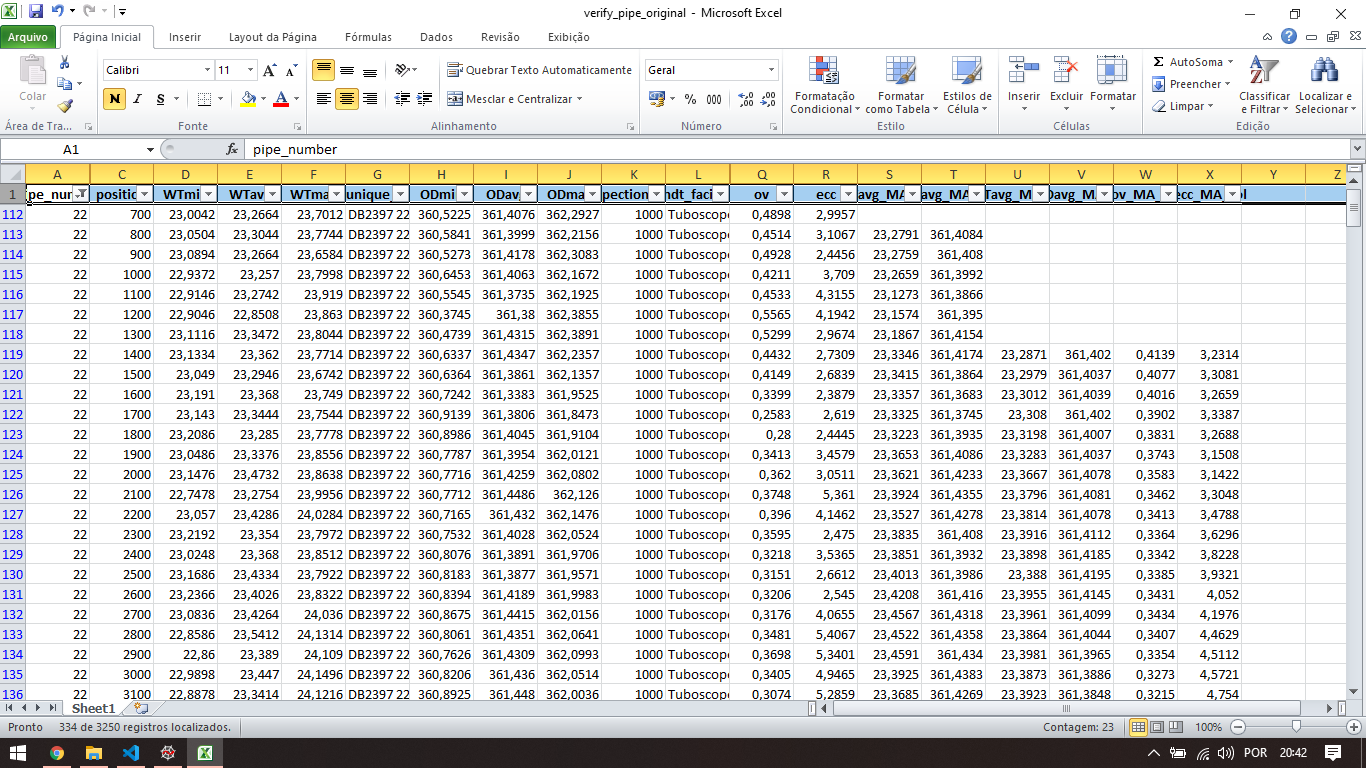 verify_pipe_original - Microsoft Excel
Arquivo Página Inicial Inserir Layout da Página Fórmulas Dados Revisão Exibição
Colar Calibri 11 A A Quebrar Texto Automaticamente Geral Formatação Condicional Formatar como Tabela Estilos de Célula Inserir Excluir Formatar Σ AutoSoma Preencher Limpar Classificar e Filtrar Localizar e Selecionar
N I S A Mesclar e Centralizar % 000
Área de Tra... Fonte Alinhamento Número Estilo Células Edição
A1 fx pipe_number
A C D E F G H I J K L Q R S T U V W X Y Z
1 pe_nur positic WTmi WTav WTma unique_ ODmi ODav ODma pection ndt_faci ov ecc avg_MA avg_MA Tavg_M Davg_M ov_MA_ ecc_MA_ ol
112 22 700 23,0042 23,2664 23,7012 DB2397 22 360,5225 361,4076 362,2927 1000 Tuboscope 0,4898 2,9957
113 22 800 23,0504 23,3044 23,7744 DB2397 22 360,5841 361,3999 362,2156 1000 Tuboscope 0,4514 3,1067 23,2791 361,4084
114 22 900 23,0894 23,2664 23,6584 DB2397 22 360,5273 361,4178 362,3083 1000 Tuboscope 0,4928 2,4456 23,2759 361,408
115 22 1000 22,9372 23,257 23,7998 DB2397 22 360,6453 361,4063 362,1672 1000 Tuboscope 0,4211 3,709 23,2659 361,3992
116 22 1100 22,9146 23,2742 23,919 DB2397 22 360,5545 361,3735 362,1925 1000 Tuboscope 0,4533 4,3155 23,1273 361,3866
117 22 1200 22,9046 22,8508 23,863 DB2397 22 360,3745 361,38 362,3855 1000 Tuboscope 0,5565 4,1942 23,1574 361,395
118 22 1300 23,1116 23,3472 23,8044 DB2397 22 360,4739 361,4315 362,3891 1000 Tuboscope 0,5299 2,9674 23,1867 361,4154
119 22 1400 23,1334 23,362 23,7714 DB2397 22 360,6337 361,4347 362,2357 1000 Tuboscope 0,4432 2,7309 23,3346 361,4174 23,2871 361,402 0,4139 3,2314
120 22 1500 23,049 23,2946 23,6742 DB2397 22 360,6364 361,3861 362,1357 1000 Tuboscope 0,4149 2,6839 23,3415 361,3864 23,2979 361,4037 0,4077 3,3081
121 22 1600 23,191 23,368 23,749 DB2397 22 360,7242 361,3383 361,9525 1000 Tuboscope 0,3399 2,3879 23,3357 361,3683 23,3012 361,4039 0,4016 3,2659
122 22 1700 23,143 23,3444 23,7544 DB2397 22 360,9139 361,3806 361,8473 1000 Tuboscope 0,2583 2,619 23,3325 361,3745 23,308 361,402 0,3902 3,3387
123 22 1800 23,2086 23,285 23,7778 DB2397 22 360,8986 361,4045 361,9104 1000 Tuboscope 0,28 2,4445 23,3223 361,3935 23,3198 361,4007 0,3831 3,2688
124 22 1900 23,0486 23,3376 23,8556 DB2397 22 360,7787 361,3954 362,0121 1000 Tuboscope 0,3413 3,4579 23,3653 361,4086 23,3283 361,4037 0,3743 3,1508
125 22 2000 23,1476 23,4732 23,8638 DB2397 22 360,7716 361,4259 362,0802 1000 Tuboscope 0,362 3,0511 23,3621 361,4233 23,3667 361,4078 0,3583 3,1422
126 22 2100 22,7478 23,2754 23,9956 DB2397 22 360,7712 361,4486 362,126 1000 Tuboscope 0,3748 5,361 23,3924 361,4355 23,3796 361,4081 0,3462 3,3048
127 22 2200 23,057 23,4286 24,0284 DB2397 22 360,7165 361,432 362,1476 1000 Tuboscope 0,396 4,1462 23,3527 361,4278 23,3814 361,4078 0,3413 3,4788
128 22 2300 23,2192 23,354 23,7972 DB2397 22 360,7532 361,4028 362,0524 1000 Tuboscope 0,3595 2,475 23,3835 361,408 23,3916 361,4112 0,3364 3,6296
129 22 2400 23,0248 23,368 23,8512 DB2397 22 360,8076 361,3891 361,9706 1000 Tuboscope 0,3218 3,5365 23,3851 361,3932 23,3898 361,4185 0,3342 3,8228
130 22 2500 23,1686 23,4334 23,7922 DB2397 22 360,8183 361,3877 361,9571 1000 Tuboscope 0,3151 2,6612 23,4013 361,3986 23,388 361,4195 0,3385 3,9321
131 22 2600 23,2366 23,4026 23,8322 DB2397 22 360,8394 361,4189 361,9983 1000 Tuboscope 0,3206 2,545 23,4208 361,416 23,3955 361,4145 0,3431 4,052
132 22 2700 23,0836 23,4264 24,036 DB2397 22 360,8675 361,4415 362,0156 1000 Tuboscope 0,3176 4,0655 23,4567 361,4318 23,3961 361,4099 0,3434 4,1976
133 22 2800 22,8586 23,5412 24,1314 DB2397 22 360,8061 361,4351 362,0641 1000 Tuboscope 0,3481 5,4067 23,4522 361,4358 23,3864 361,4044 0,3407 4,4629
134 22 2900 22,86 23,389 24,109 DB2397 22 360,7626 361,4309 362,0993 1000 Tuboscope 0,3698 5,3401 23,4591 361,434 23,3981 361,3965 0,3354 4,5112
135 22 3000 22,9898 23,447 24,1496 DB2397 22 360,8206 361,436 362,0514 1000 Tuboscope 0,3405 4,9465 23,3925 361,4383 23,3873 361,3886 0,3273 4,5721
136 22 3100 22,8878 23,3414 24,1216 DB2397 22 360,8925 361,448 362,0036 1000 Tuboscope 0,3074 5,2859 23,3685 361,4269 23,3923 361,3848 0,3215 4,754
Sheet1
Pronto 334 de 3250 registros localizados. Contagem: 23 100%
POR 20:42